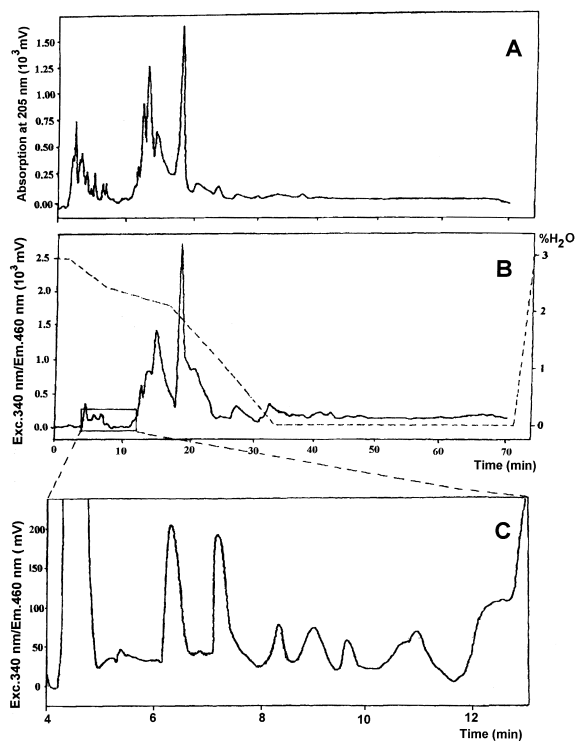 A
Absorption at 205 nm (10³ mV)
1.50
1.25
1.00
0.75
0.50
0.25
0.00
B
%H₂O
Exc.340 nm/Em.460 nm (10³ mV)
2.5
2.0
1.5
1.0
0.5
0.0
3
2
1
0
0 10 20 30 40 50 60 70
Time (min)
C
Exc.340 nm/Em.460 nm ( mV)
200
150
100
50
0
4 6 8 10 12
Time (min)